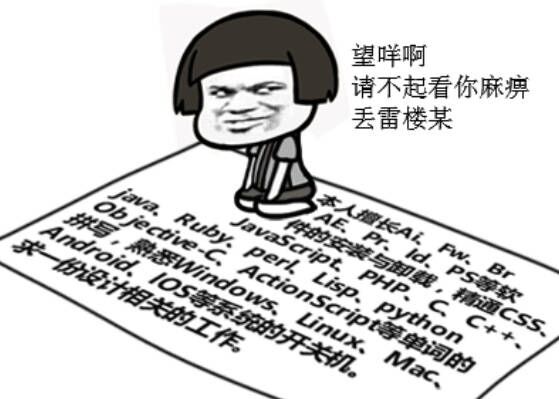 望咩啊
请不起看你麻痹
丢雷楼某
本人擅长Ai、Fw、Br
AE、Pr、Id、PS等软
件的安装与卸载，精通CSS、
JavaScript、PHP、C、C++、
java、Ruby、perl、Lisp、python
Objective-C、ActionScript等单词的
拼写，熟悉Windows、Linux、Mac、
Android、IOS等系统的开关机。
求一份设计相关的工作。